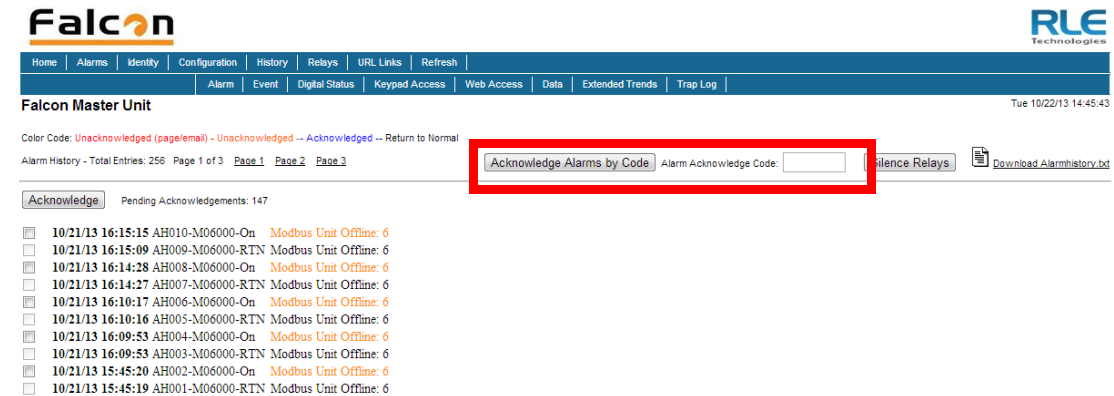 Falcon
RLE
Technologies
Home Alarms Identity Configuration History Relays URL Links Refresh
Alarm Event Digital Status Keypad Access Web Access Data Extended Trends Trap Log
Falcon Master Unit
Tue 10/22/13 14:45:43
Color Code: Unacknowledged (page/email) - Unacknowledged -- Acknowledged -- Return to Normal
Alarm History - Total Entries: 256 Page 1 of 3 Page 1 Page 2 Page 3
Acknowledge Alarms by Code Alarm Acknowledge Code: Silence Relays Download Alarmhistory.txt
Acknowledge Pending Acknowledgements: 147
10/21/13 16:15:15 AH010-M06000-On Modbus Unit Offline: 6
10/21/13 16:15:09 AH009-M06000-RTN Modbus Unit Offline: 6
10/21/13 16:14:28 AH008-M06000-On Modbus Unit Offline: 6
10/21/13 16:14:27 AH007-M06000-RTN Modbus Unit Offline: 6
10/21/13 16:10:17 AH006-M06000-On Modbus Unit Offline: 6
10/21/13 16:10:16 AH005-M06000-RTN Modbus Unit Offline: 6
10/21/13 16:09:53 AH004-M06000-On Modbus Unit Offline: 6
10/21/13 16:09:53 AH003-M06000-RTN Modbus Unit Offline: 6
10/21/13 15:45:20 AH002-M06000-On Modbus Unit Offline: 6
10/21/13 15:45:19 AH001-M06000-RTN Modbus Unit Offline: 6